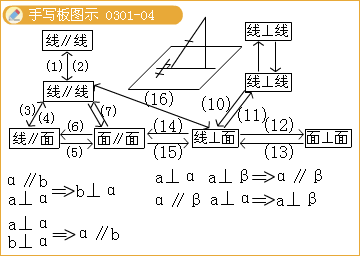 手写板图示 0301-04
线∥线
线⊥线
(1) (2)
线∥线
线⊥线
(16)
(10)
(11)
(3)
(4)
(7)
(6)
(5)
(14)
(15)
(12)
(13)
线∥面
面∥面
线⊥面
面⊥面
α∥b
a⊥α
⇒b⊥α
a⊥α a⊥β⇒α∥β
α∥β a⊥α⇒a⊥β
a⊥α
b⊥α
⇒α∥b